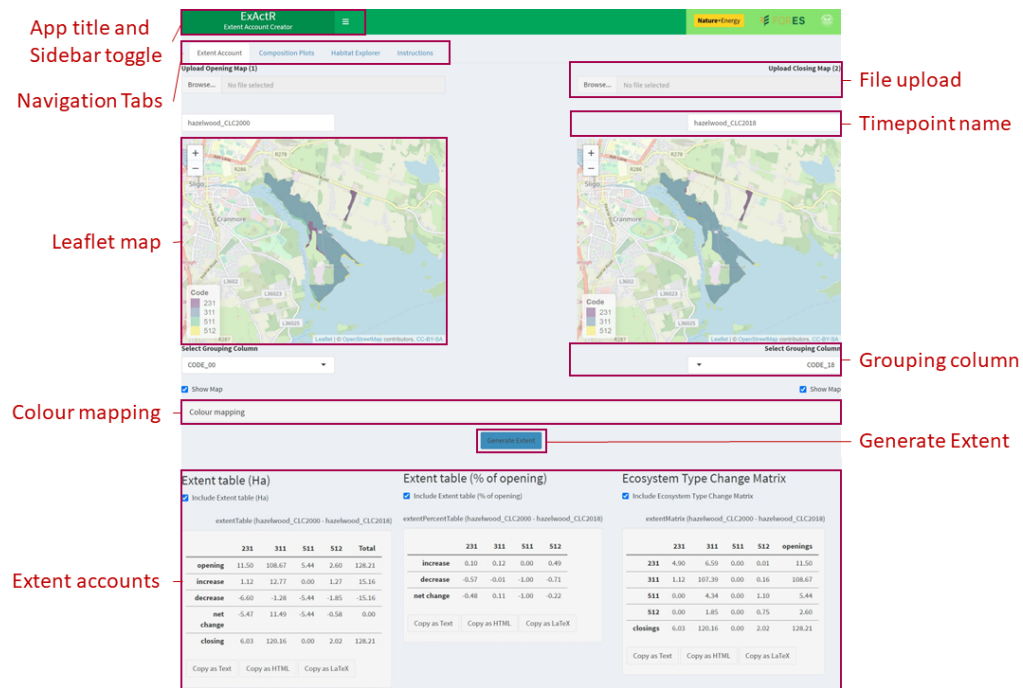 App title and
Sidebar toggle
ExActR
Extent Account Creator
Nature+Energy
FORES
Navigation Tabs
Extent Account Composition Plots Habitat Explorer Instructions
Upload Opening Map (1)
Browse... No file selected
Upload Closing Map (2)
Browse... No file selected
File upload
hazelwood_CLC2000
hazelwood_CLC2018
Timepoint name
Leaflet map
+
−
R278
R286
Sligo
Cranmore
L3602
L36023
L36025
R287
Code
231
311
511
512
Leaflet | © OpenStreetMap contributors, CC-BY-SA
+
−
R278
R286
Sligo
Cranmore
L3602
L36023
L36025
R287
Code
231
311
511
512
Leaflet | © OpenStreetMap contributors, CC-BY-SA
Select Grouping Column
CODE_00
Select Grouping Column
CODE_18
Grouping column
Show Map
Show Map
Colour mapping
Colour mapping
Generate Extent
Generate Extent
Extent accounts
Extent table (Ha)
Include Extent table (Ha)
extentTable (hazelwood_CLC2000 - hazelwood_CLC2018)
231 311 511 512 Total
opening 11.50 108.67 5.44 2.60 128.21
increase 1.12 12.77 0.00 1.27 15.16
decrease -6.60 -1.28 -5.44 -1.85 -15.16
net change -5.47 11.49 -5.44 -0.58 0.00
closing 6.03 120.16 0.00 2.02 128.21
Copy as Text Copy as HTML Copy as LaTeX
Extent table (% of opening)
Include Extent table (% of opening)
extentPercentTable (hazelwood_CLC2000 - hazelwood_CLC2018)
231 311 511 512
increase 0.10 0.12 0.00 0.49
decrease -0.57 -0.01 -1.00 -0.71
net change -0.48 0.11 -1.00 -0.22
Copy as Text Copy as HTML Copy as LaTeX
Ecosystem Type Change Matrix
Include Ecosystem Type Change Matrix
extentMatrix (hazelwood_CLC2000 - hazelwood_CLC2018)
231 311 511 512 openings
231 4.90 6.59 0.00 0.01 11.50
311 1.12 107.39 0.00 0.16 108.67
511 0.00 4.34 0.00 1.10 5.44
512 0.00 1.85 0.00 0.75 2.60
closings 6.03 120.16 0.00 2.02 128.21
Copy as Text Copy as HTML Copy as LaTeX